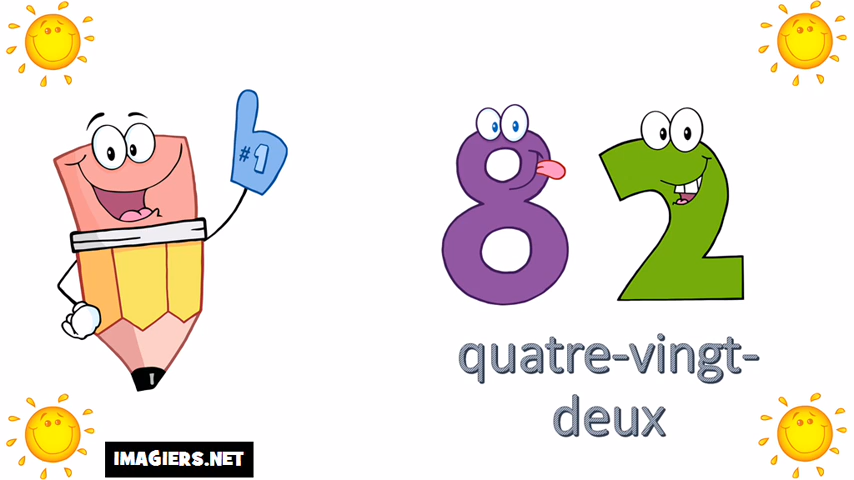 #1
82
quatre-vingt-
deux
IMAGIERS.NET